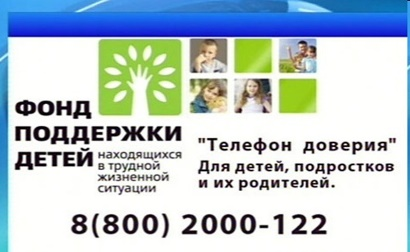 ФОНД
ПОДДЕРЖКИ
ДЕТЕЙ
находящихся
в трудной
жизненной
ситуации
"Телефон доверия"
Для детей, подростков
и их родителей.
8(800) 2000-122